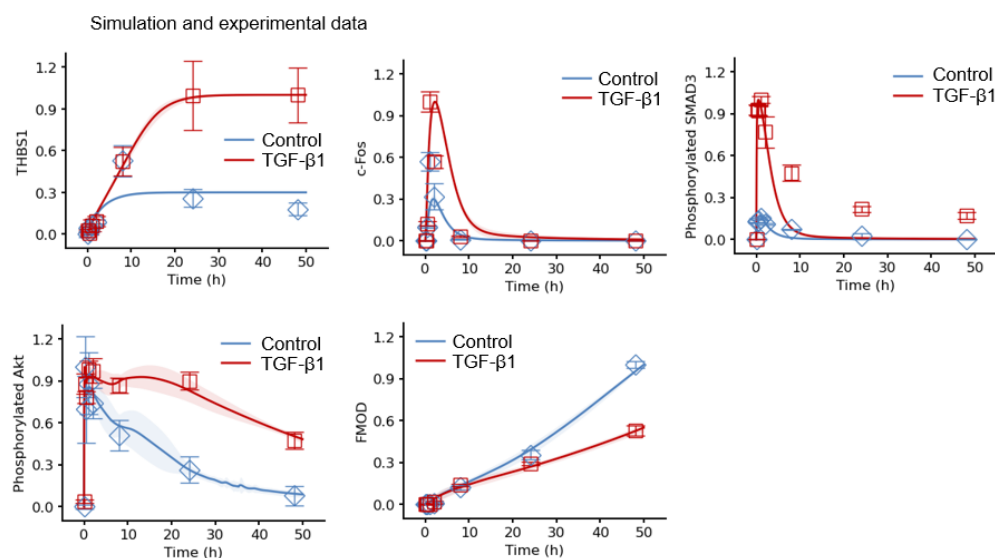 Simulation and experimental data
1.2
0.9
0.6
0.3
0.0
THBS1
Control
TGF-β1
0 10 20 30 40 50
Time (h)
1.2
0.9
0.6
0.3
0.0
c-Fos
Control
TGF-β1
0 10 20 30 40 50
Time (h)
1.2
0.9
0.6
0.3
0.0
Phosphorylated SMAD3
Control
TGF-β1
0 10 20 30 40 50
Time (h)
1.2
0.9
0.6
0.3
0.0
Phosphorylated Akt
Control
TGF-β1
0 10 20 30 40 50
Time (h)
1.2
0.9
0.6
0.3
0.0
FMOD
Control
TGF-β1
0 10 20 30 40 50
Time (h)